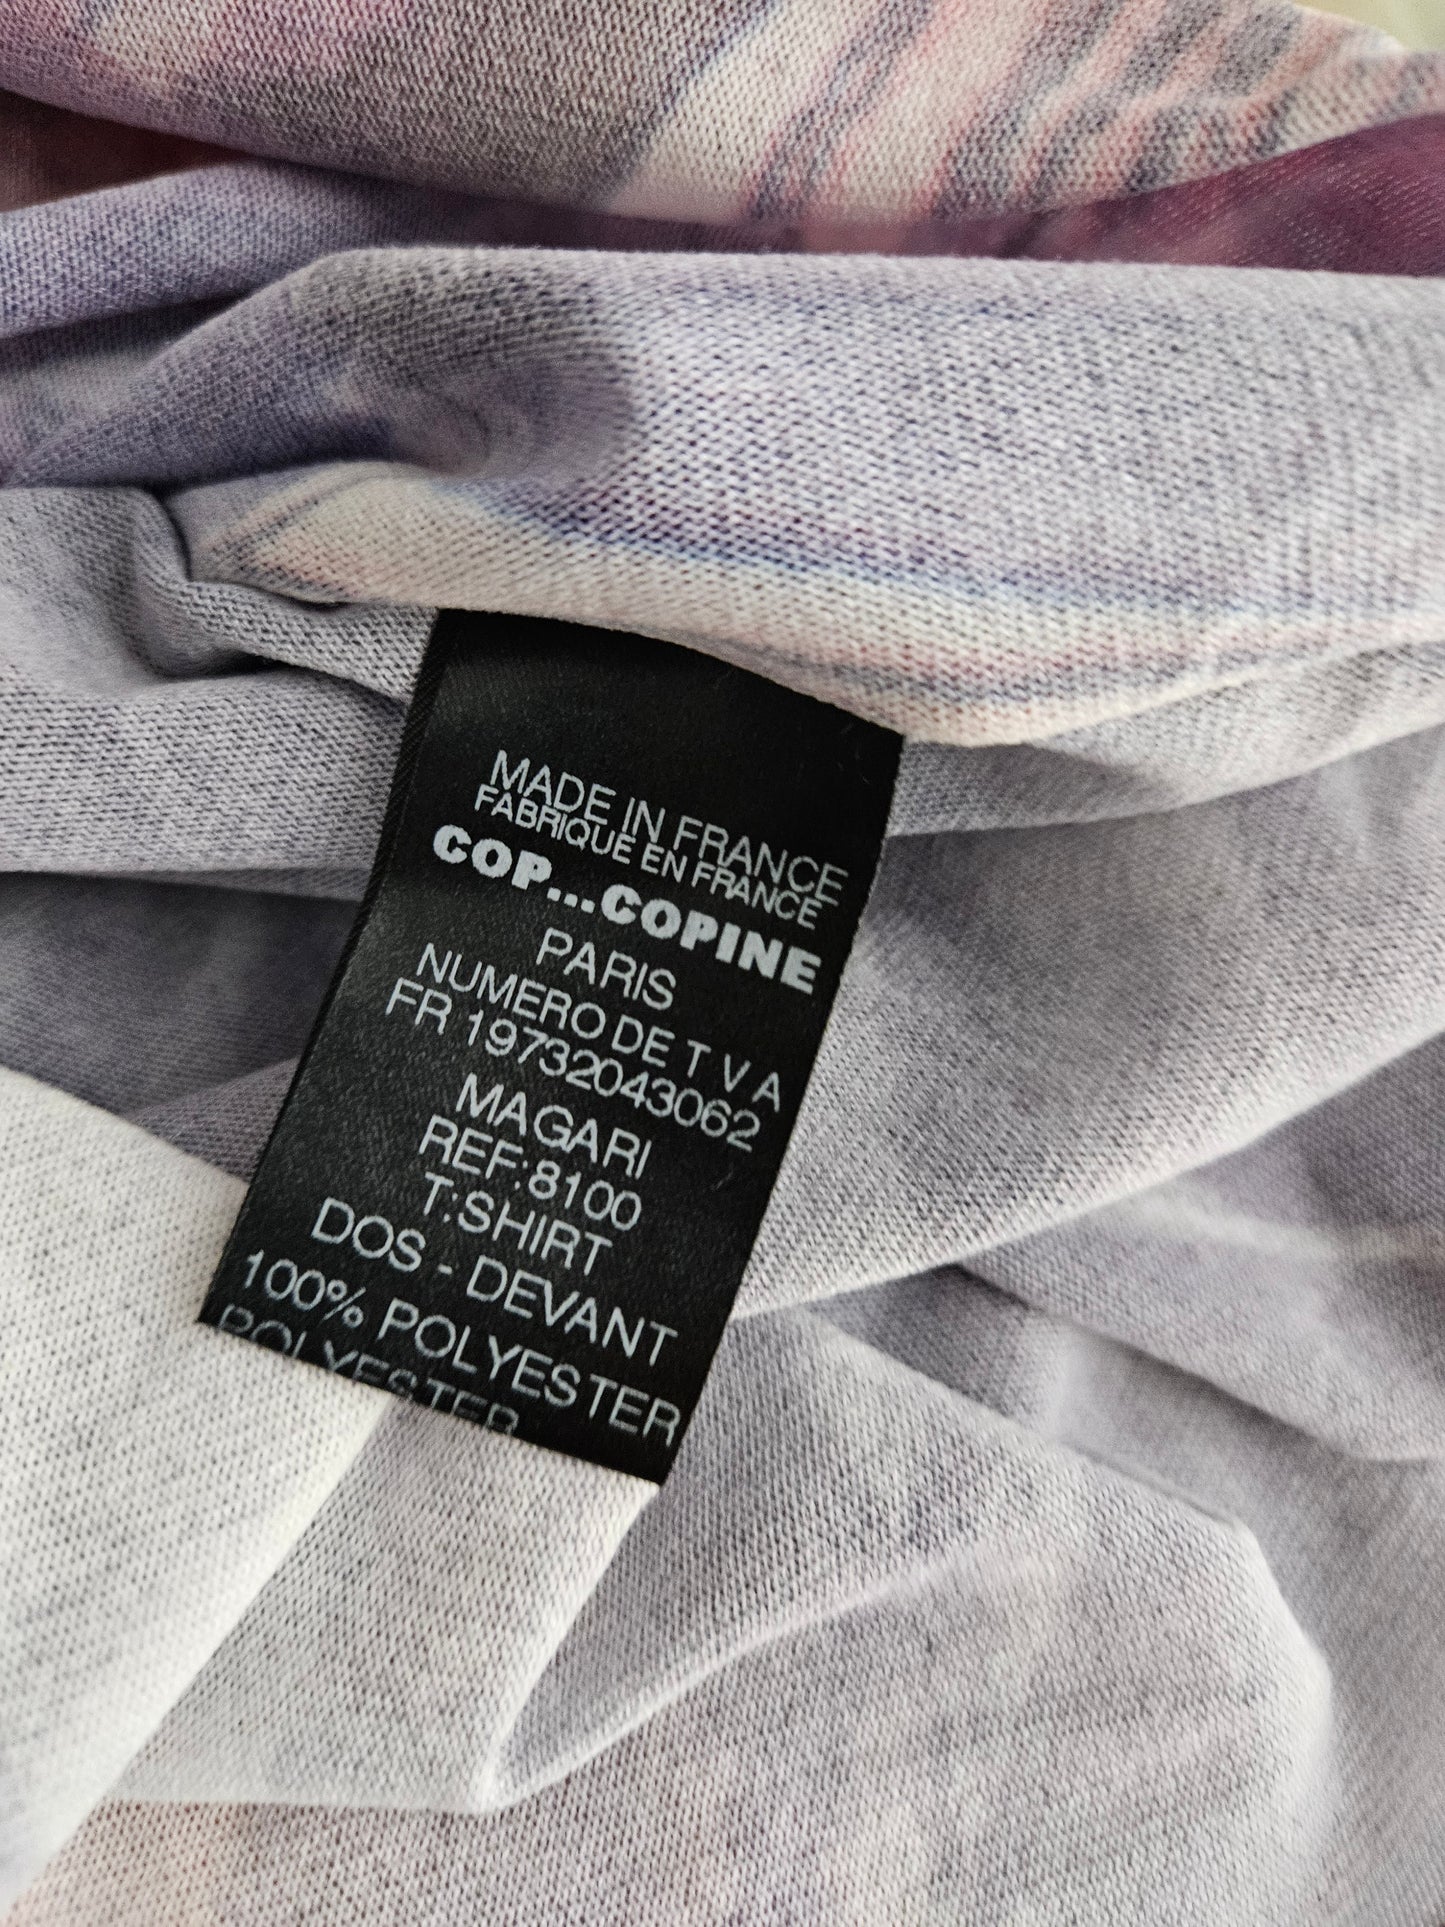 MADE IN FRANCE
FABRIQUE EN FRANCE
COP...COPINE
PARIS
NUMERO DE T V A
FR 19732043062
MAGARI
REF:8100
T:SHIRT
DOS - DEVANT
100% POLYESTER
POLYESTER